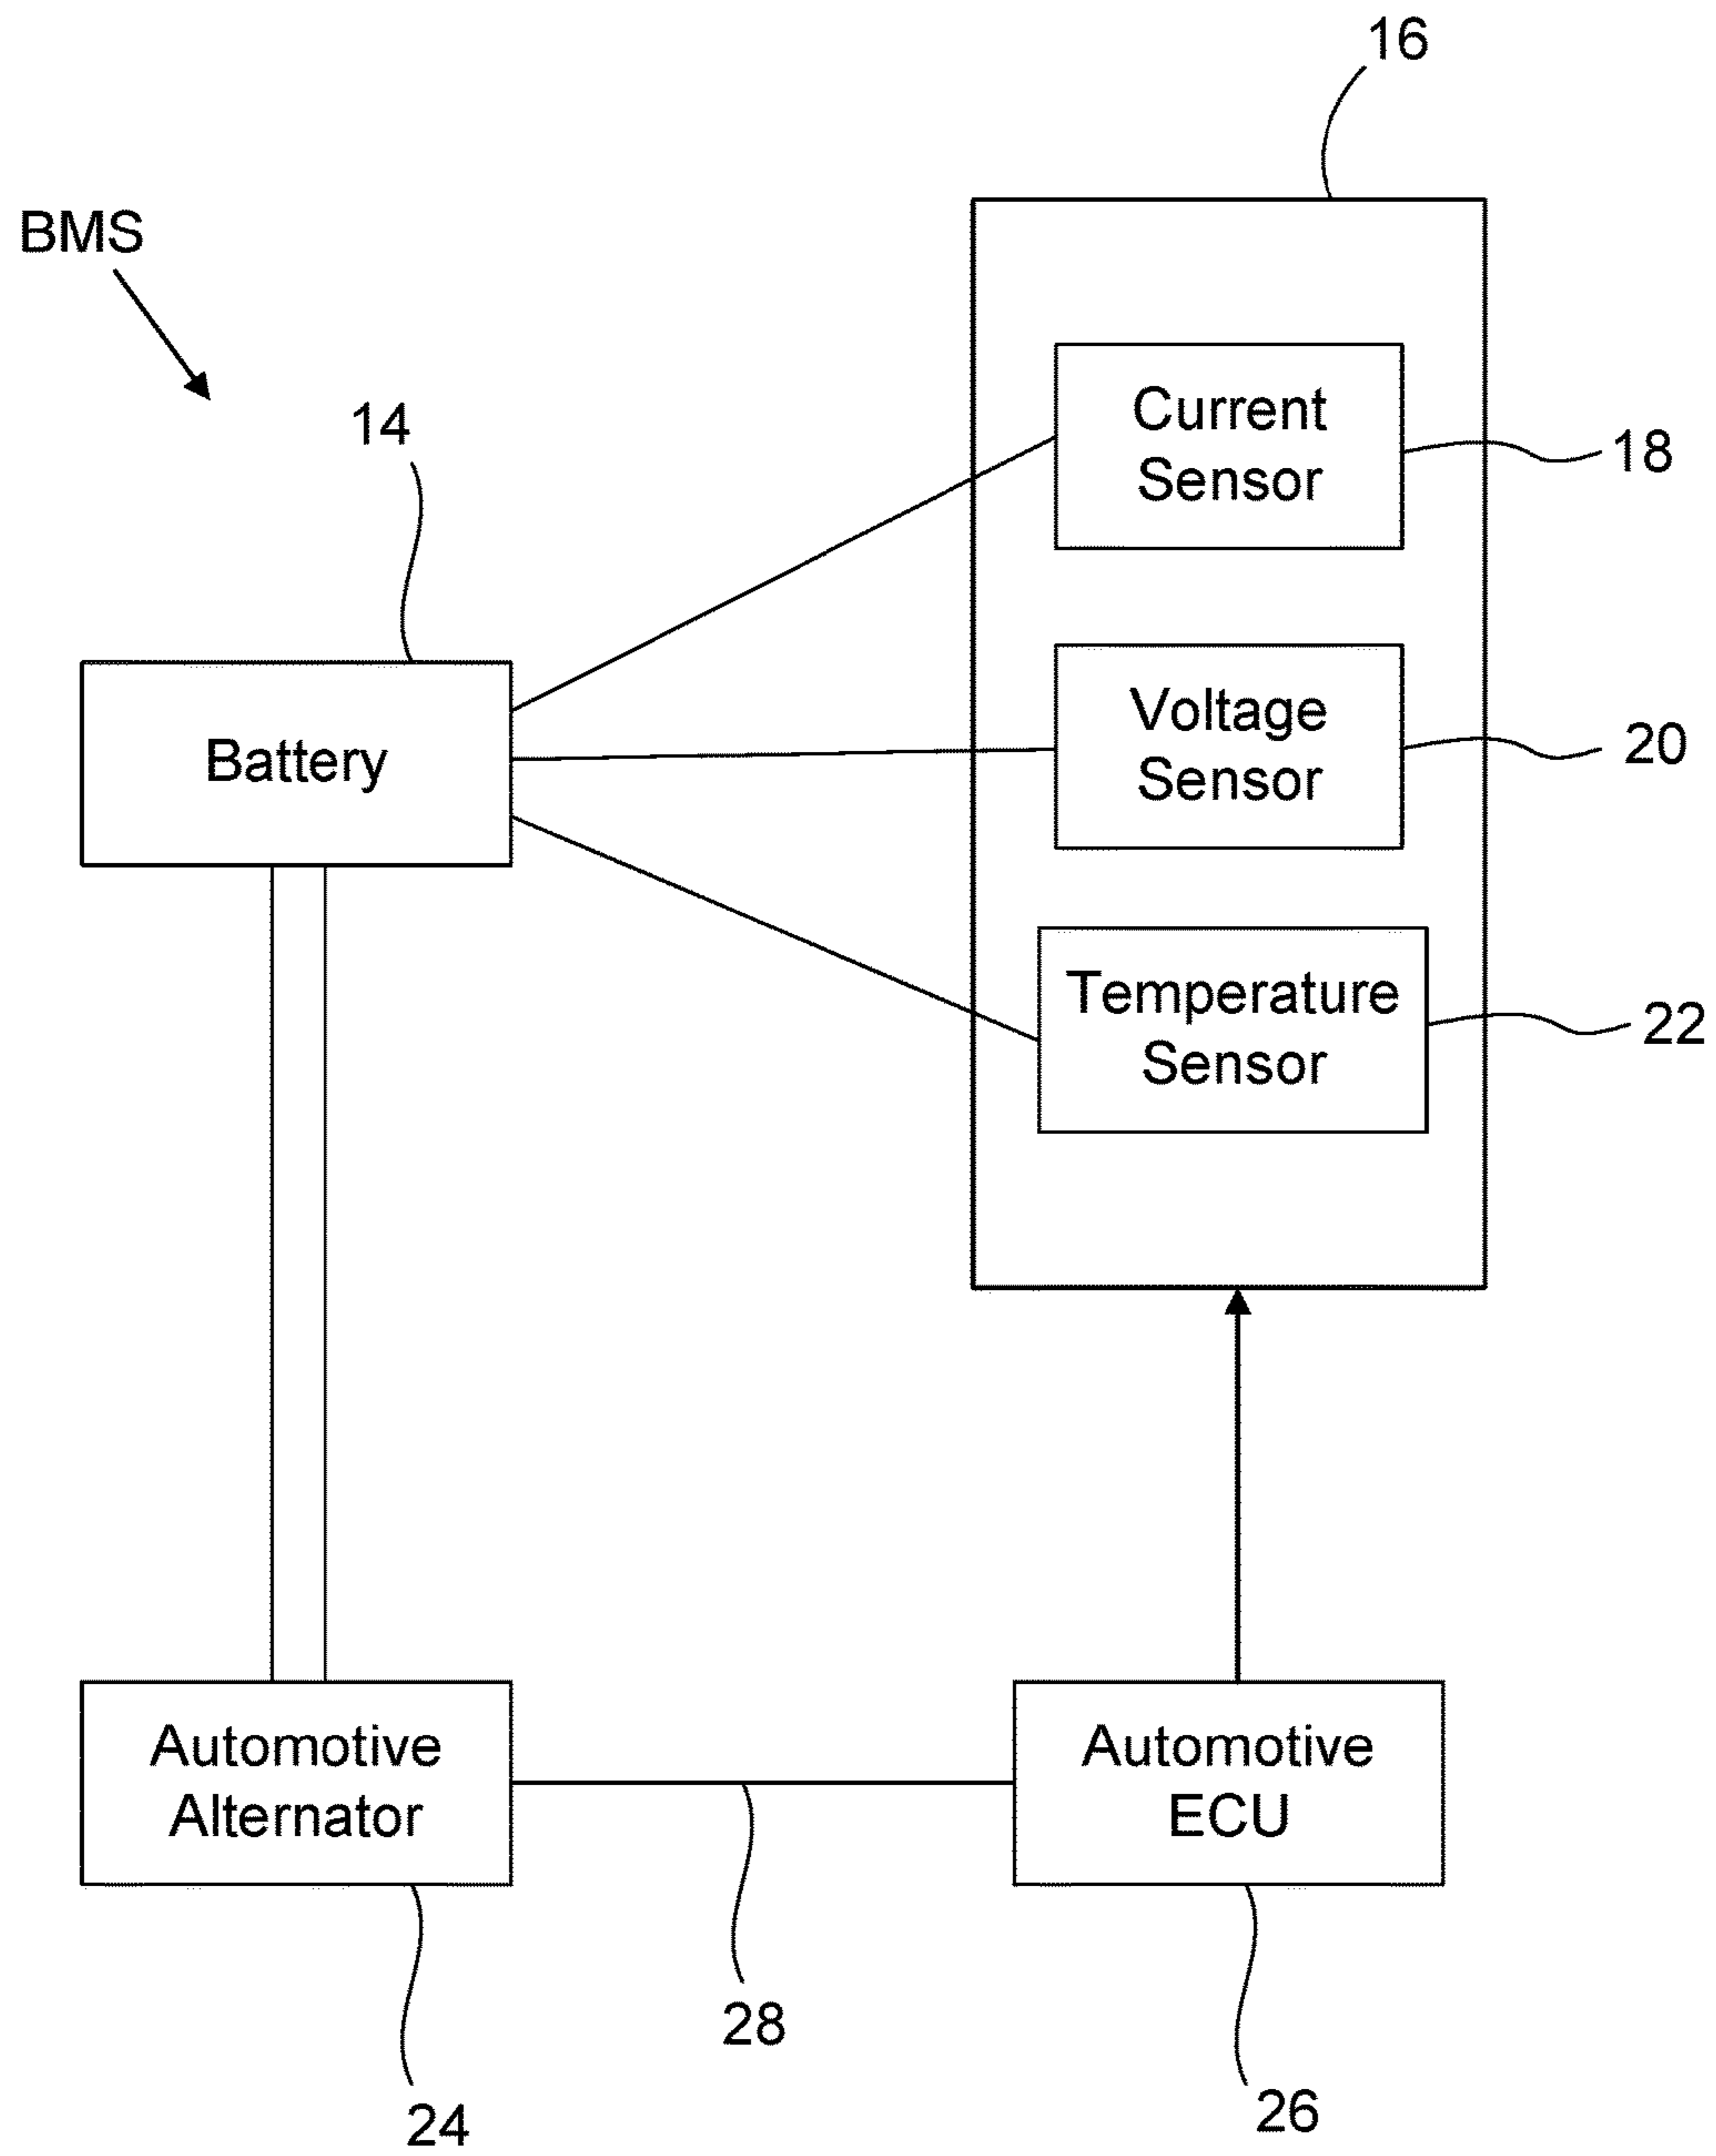 16
BMS
14
Current
Sensor
18
Battery
Voltage
Sensor
20
Temperature
Sensor
22
Automotive
Alternator
Automotive
ECU
28
24
26